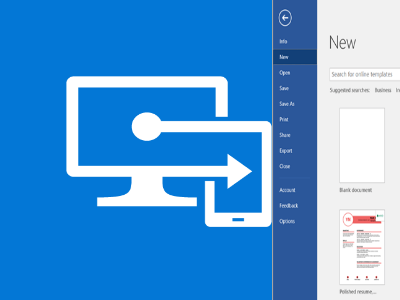 Info
New
Open
Save
Save As
Print
Share
Export
Close
Account
Feedback
Options
New
Search for online templates
Suggested searches: Business
Blank document
Polished resume...